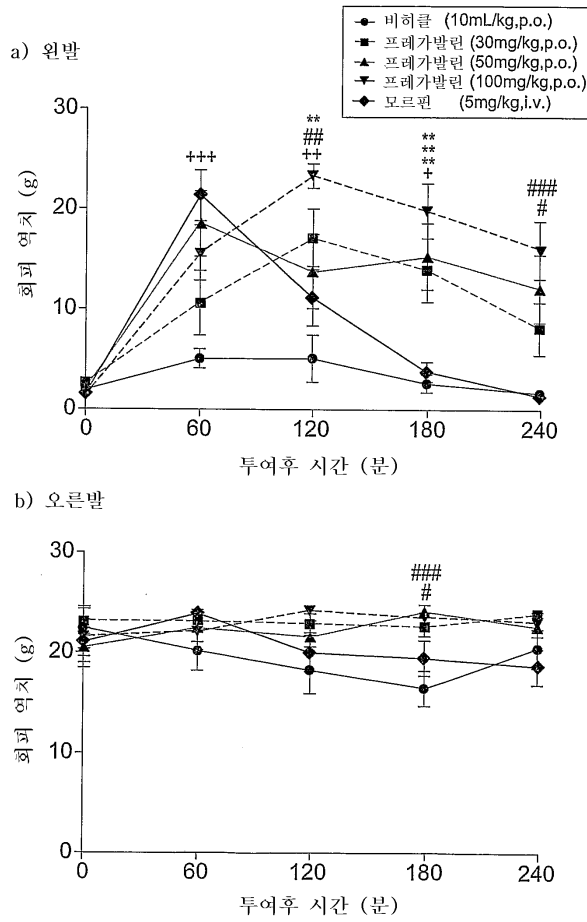 비히클 (10mL/kg,p.o.)
프레가발린 (30mg/kg,p.o.)
프레가발린 (50mg/kg,p.o.)
프레가발린 (100mg/kg,p.o.)
모르핀 (5mg/kg,i.v.)
a) 왼발
30
20
10
0
회피 역치 (g)
†††
**
##
††
**
**
**
†
###
#
0 60 120 180 240
투여후 시간 (분)
b) 오른발
30
20
10
0
회피 역치 (g)
###
#
0 60 120 180 240
투여후 시간 (분)